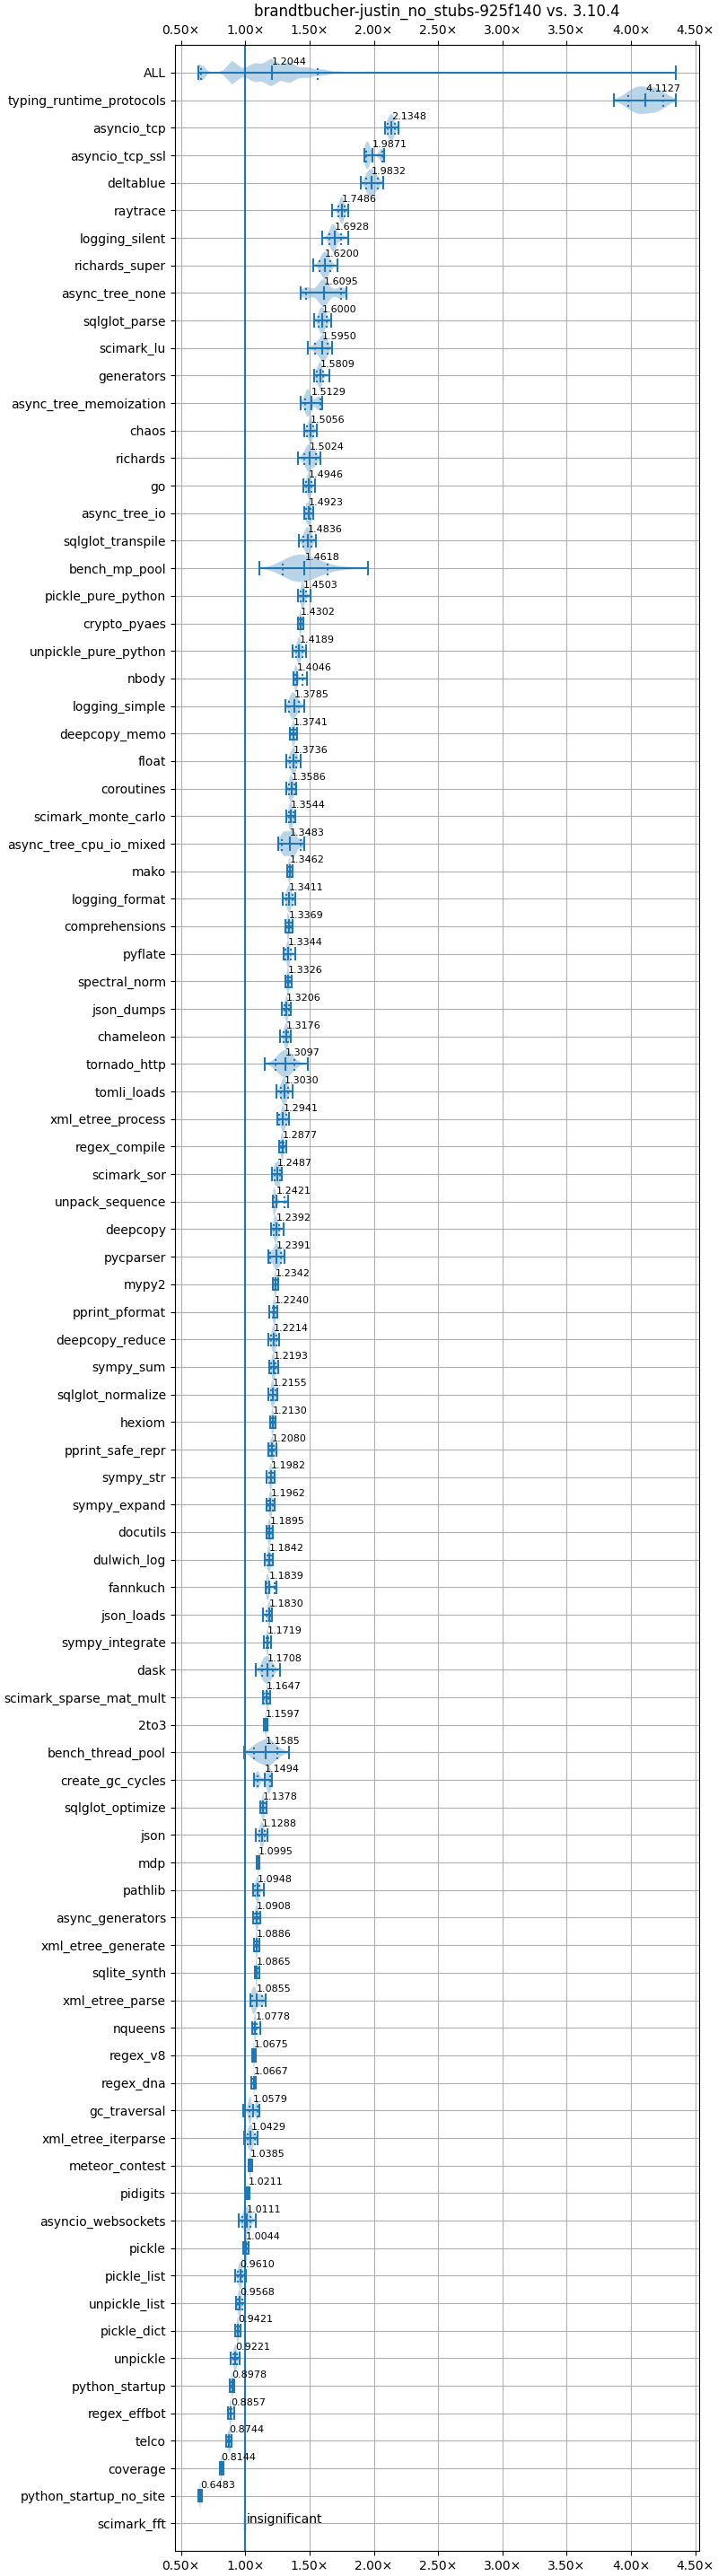 brandtbucher-justin_no_stubs-925f140 vs. 3.10.4
0.50× 1.00× 1.50× 2.00× 2.50× 3.00× 3.50× 4.00× 4.50×
ALL 1.2044
typing_runtime_protocols 4.1127
asyncio_tcp 2.1348
asyncio_tcp_ssl 1.9871
deltablue 1.9832
raytrace 1.7486
logging_silent 1.6928
richards_super 1.6200
async_tree_none 1.6095
sqlglot_parse 1.6000
scimark_lu 1.5950
generators 1.5809
async_tree_memoization 1.5129
chaos 1.5056
richards 1.5024
go 1.4946
async_tree_io 1.4923
sqlglot_transpile 1.4836
bench_mp_pool 1.4618
pickle_pure_python 1.4503
crypto_pyaes 1.4302
unpickle_pure_python 1.4189
nbody 1.4046
logging_simple 1.3785
deepcopy_memo 1.3741
float 1.3736
coroutines 1.3586
scimark_monte_carlo 1.3544
async_tree_cpu_io_mixed 1.3483
mako 1.3462
logging_format 1.3411
comprehensions 1.3369
pyflate 1.3344
spectral_norm 1.3326
json_dumps 1.3206
chameleon 1.3176
tornado_http 1.3097
tomli_loads 1.3030
xml_etree_process 1.2941
regex_compile 1.2877
scimark_sor 1.2487
unpack_sequence 1.2421
deepcopy 1.2392
pycparser 1.2391
mypy2 1.2342
pprint_pformat 1.2240
deepcopy_reduce 1.2214
sympy_sum 1.2193
sqlglot_normalize 1.2155
hexiom 1.2130
pprint_safe_repr 1.2080
sympy_str 1.1982
sympy_expand 1.1962
docutils 1.1895
dulwich_log 1.1842
fannkuch 1.1839
json_loads 1.1830
sympy_integrate 1.1719
dask 1.1708
scimark_sparse_mat_mult 1.1647
2to3 1.1597
bench_thread_pool 1.1585
create_gc_cycles 1.1494
sqlglot_optimize 1.1378
json 1.1288
mdp 1.0995
pathlib 1.0948
async_generators 1.0908
xml_etree_generate 1.0886
sqlite_synth 1.0865
xml_etree_parse 1.0855
nqueens 1.0778
regex_v8 1.0675
regex_dna 1.0667
gc_traversal 1.0579
xml_etree_iterparse 1.0429
meteor_contest 1.0385
pidigits 1.0211
asyncio_websockets 1.0111
pickle 1.0044
pickle_list 0.9610
unpickle_list 0.9568
pickle_dict 0.9421
unpickle 0.9221
python_startup 0.8978
regex_effbot 0.8857
telco 0.8744
coverage 0.8144
python_startup_no_site 0.6483
scimark_fft insignificant
0.50× 1.00× 1.50× 2.00× 2.50× 3.00× 3.50× 4.00× 4.50×